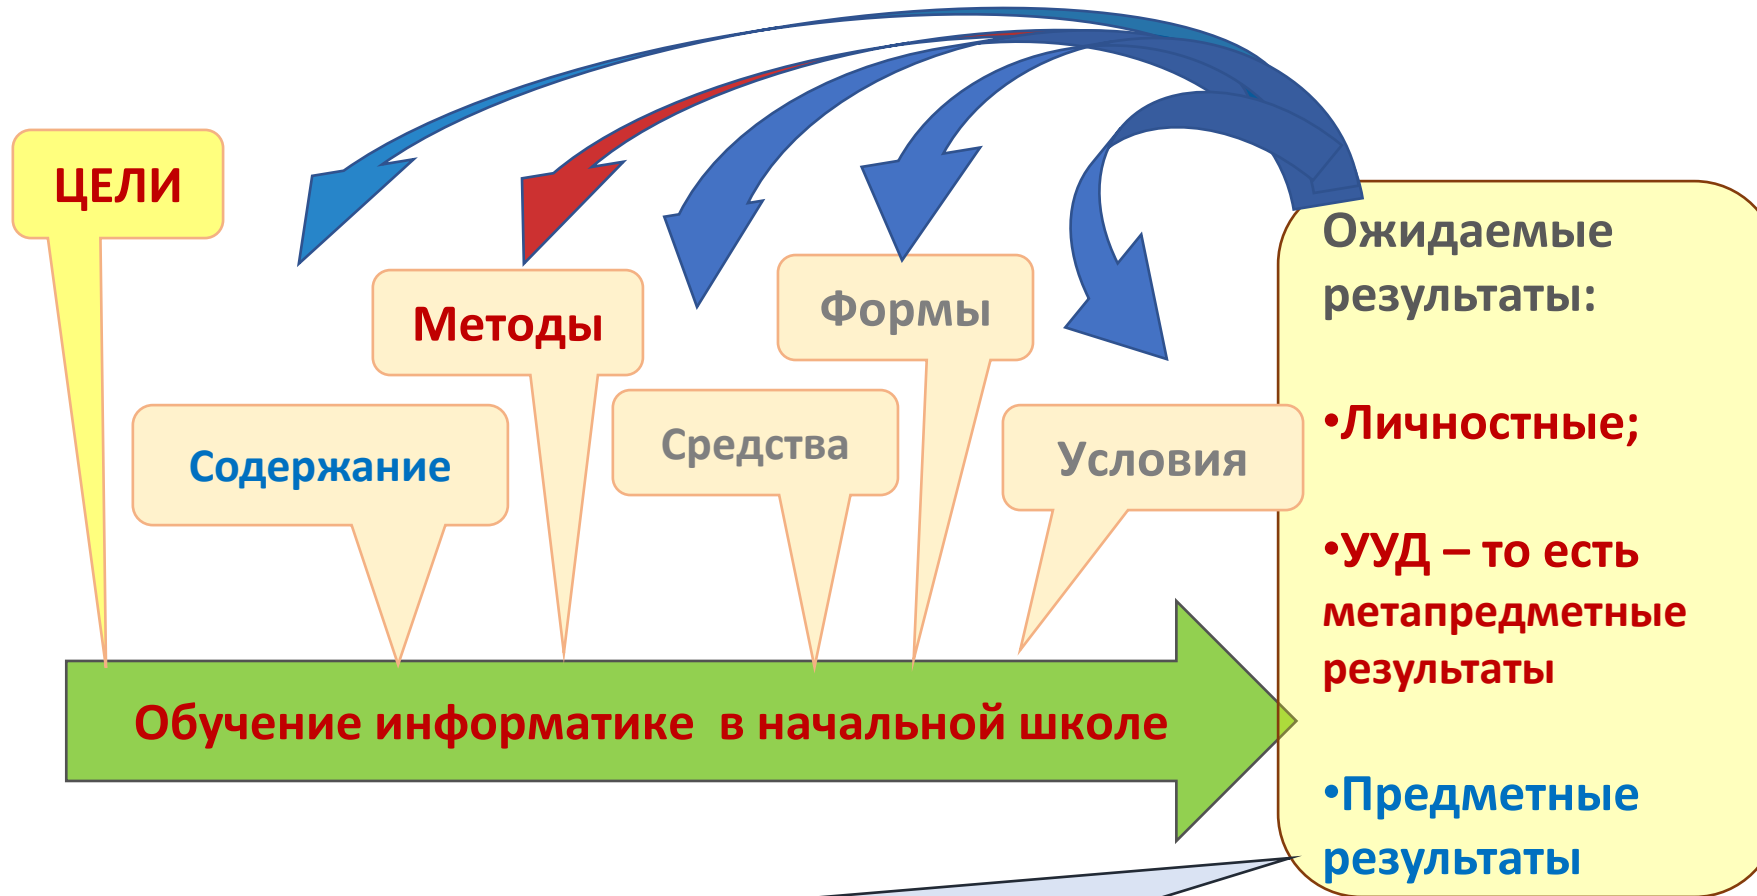 ЦЕЛИ
Методы
Формы
Содержание
Средства
Условия
Обучение информатике в начальной школе
Ожидаемые
результаты:
•Личностные;
•УУД – то есть
метапредметные
результаты
•Предметные
результаты